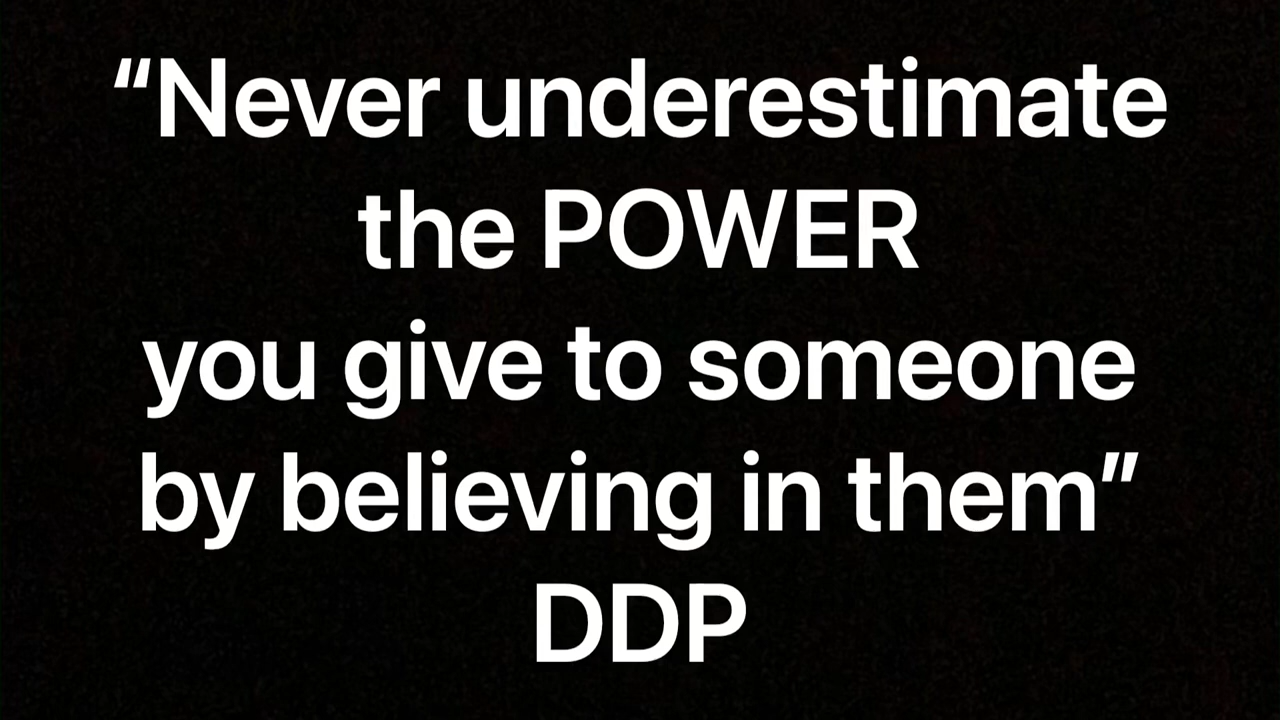 “Never underestimate
the POWER
you give to someone
by believing in them”
DDP